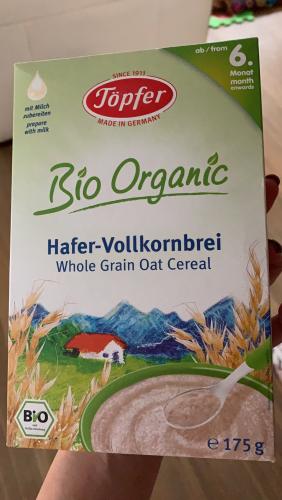 ab / from
6.
Monat
month
onwards
mit Milch
zubereiten
prepare
with milk
SINCE 1911
Töpfer
MADE IN GERMANY
Bio Organic
Hafer-Vollkornbrei
Whole Grain Oat Cereal
BIO
℮ 175 g